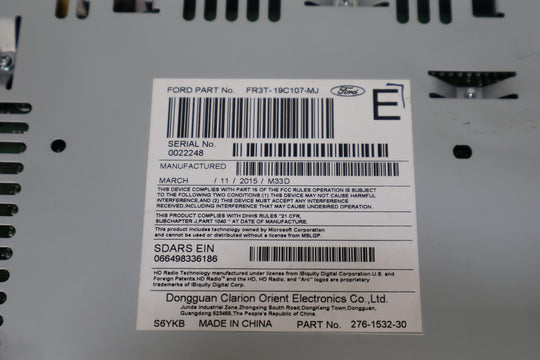 FORD PART No. FR3T-19C107-MJ Ford
E
SERIAL No.
0022248
MANUFACTURED
MARCH / 11 / 2015 / M33D
THIS DEVICE COMPLIES WITH PART 15 OF THE FCC RULES.OPERATION IS SUBJECT
TO THE FOLLOWING TWO CONDITIONS (1) THIS DEVICE MAY NOT CAUSE HARMFUL
INTERFERENCE,AND (2) THIS DEVICE MUST ACCEPT ANY INTERFERENCE
RECEIVED,INCLUDING INTERFERENCE THAT MAY CAUSE UNDESIRED OPERATION.
THIS PRODUCT COMPLIES WITH DHHS RULES "21 CFR,
SUBCHAPTER J,PART 1040" AT DATE OF MANUFACTURE.
This product includes technology owned by Microsoft Corporation
and cannot be used or distributed without a license from MSLGP.
SDARS EIN
066498336186
HD Radio Technology manufactured under license from iBiquity Digital Corporation.U.S. and
Foreign Patents.HD Radio™ and the HD, HD Radio, and "Arc" logos are proprietary
trademarks of iBiquity Digital Corporation.
Dongguan Clarion Orient Electronics Co.,Ltd.
Junda Industrial Zone,Zhongxing South Road,DongKeng Town,Dongguan,
Guangdong 523455,The People's Republic of China.
S6YKB MADE IN CHINA PART No. 276-1532-30